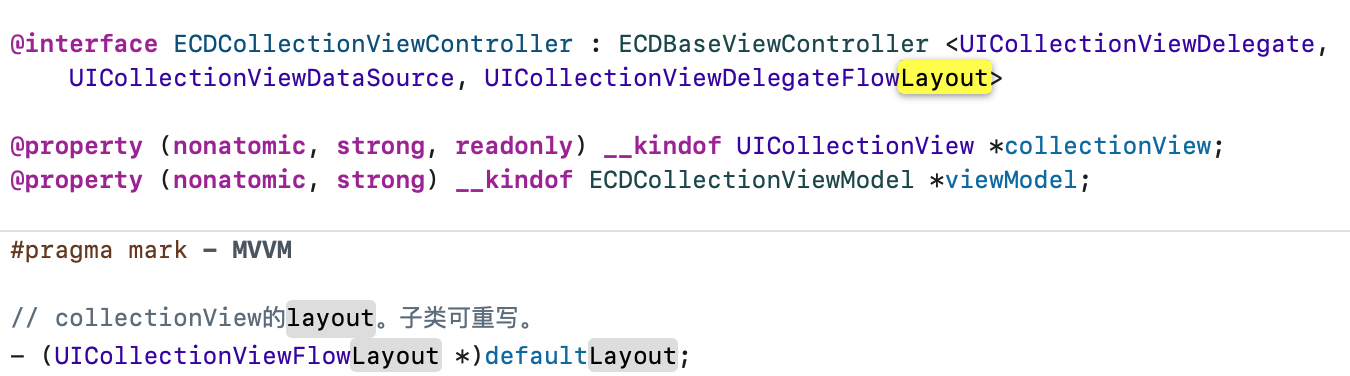 @interface ECDCollectionViewController : ECDBaseViewController <UICollectionViewDelegate,
UICollectionViewDataSource, UICollectionViewDelegateFlowLayout>
@property (nonatomic, strong, readonly) __kindof UICollectionView *collectionView;
@property (nonatomic, strong) __kindof ECDCollectionViewModel *viewModel;
#pragma mark - MVVM
// collectionView的layout。子类可重写。
- (UICollectionViewFlowLayout *)defaultLayout;